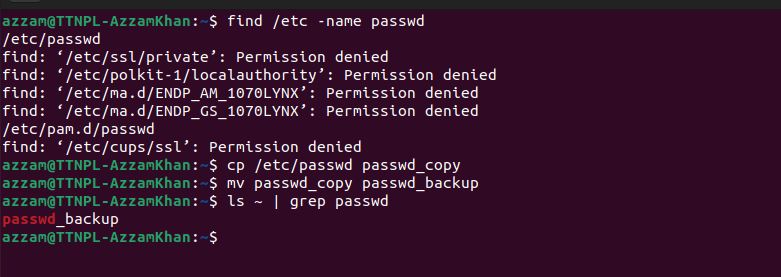 azzam@TTNPL-AzzamKhan:~$ find /etc -name passwd
/etc/passwd
find: ‘/etc/ssl/private’: Permission denied
find: ‘/etc/polkit-1/localauthority’: Permission denied
find: ‘/etc/ma.d/ENDP_AM_1070LYNX’: Permission denied
find: ‘/etc/ma.d/ENDP_GS_1070LYNX’: Permission denied
/etc/pam.d/passwd
find: ‘/etc/cups/ssl’: Permission denied
azzam@TTNPL-AzzamKhan:~$ cp /etc/passwd passwd_copy
azzam@TTNPL-AzzamKhan:~$ mv passwd_copy passwd_backup
azzam@TTNPL-AzzamKhan:~$ ls ~ | grep passwd
passwd_backup
azzam@TTNPL-AzzamKhan:~$